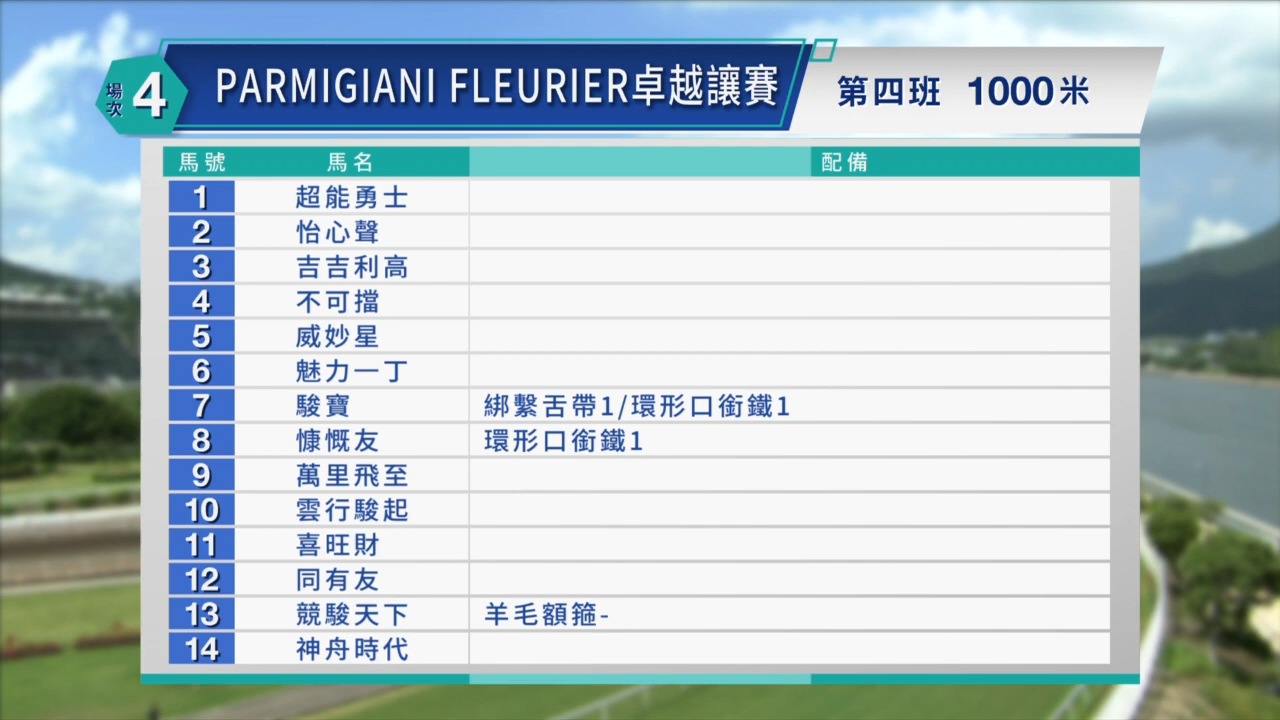 場次 4 PARMIGIANI FLEURIER卓越讓賽 第四班 1000米
馬號 馬名 配備
1 超能勇士
2 怡心聲
3 吉吉利高
4 不可擋
5 威妙星
6 魅力一丁
7 駿寶 綁繫舌帶1/環形口銜鐵1
8 慷慨友 環形口銜鐵1
9 萬里飛至
10 雲行駿起
11 喜旺財
12 同有友
13 競駿天下 羊毛額箍-
14 神舟時代